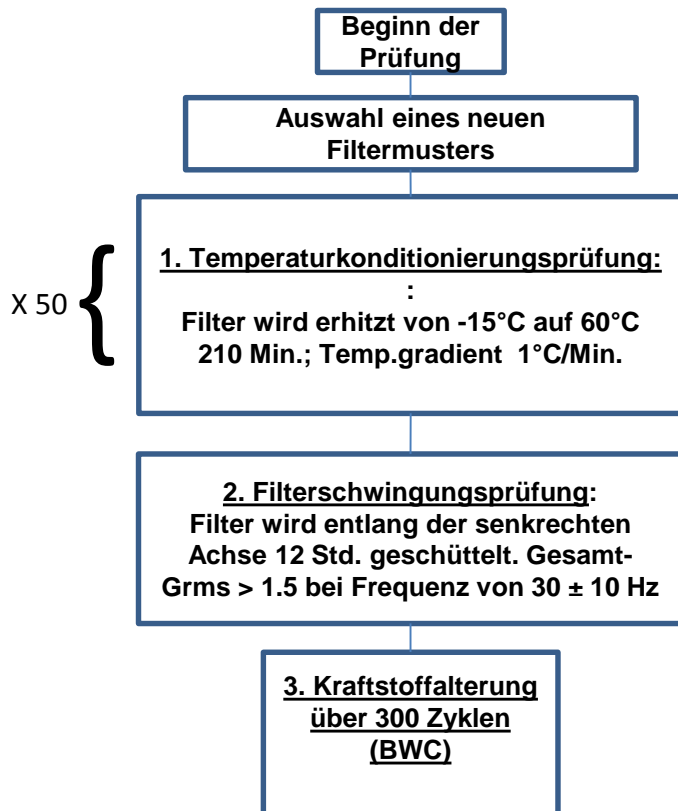 Beginn der
Prüfung
Auswahl eines neuen
Filtermusters
X 50
1. Temperaturkonditionierungsprüfung:
:
Filter wird erhitzt von -15°C auf 60°C
210 Min.; Temp.gradient 1°C/Min.
2. Filterschwingungsprüfung:
Filter wird entlang der senkrechten
Achse 12 Std. geschüttelt. Gesamt-
Grms > 1.5 bei Frequenz von 30 ± 10 Hz
3. Kraftstoffalterung
über 300 Zyklen
(BWC)